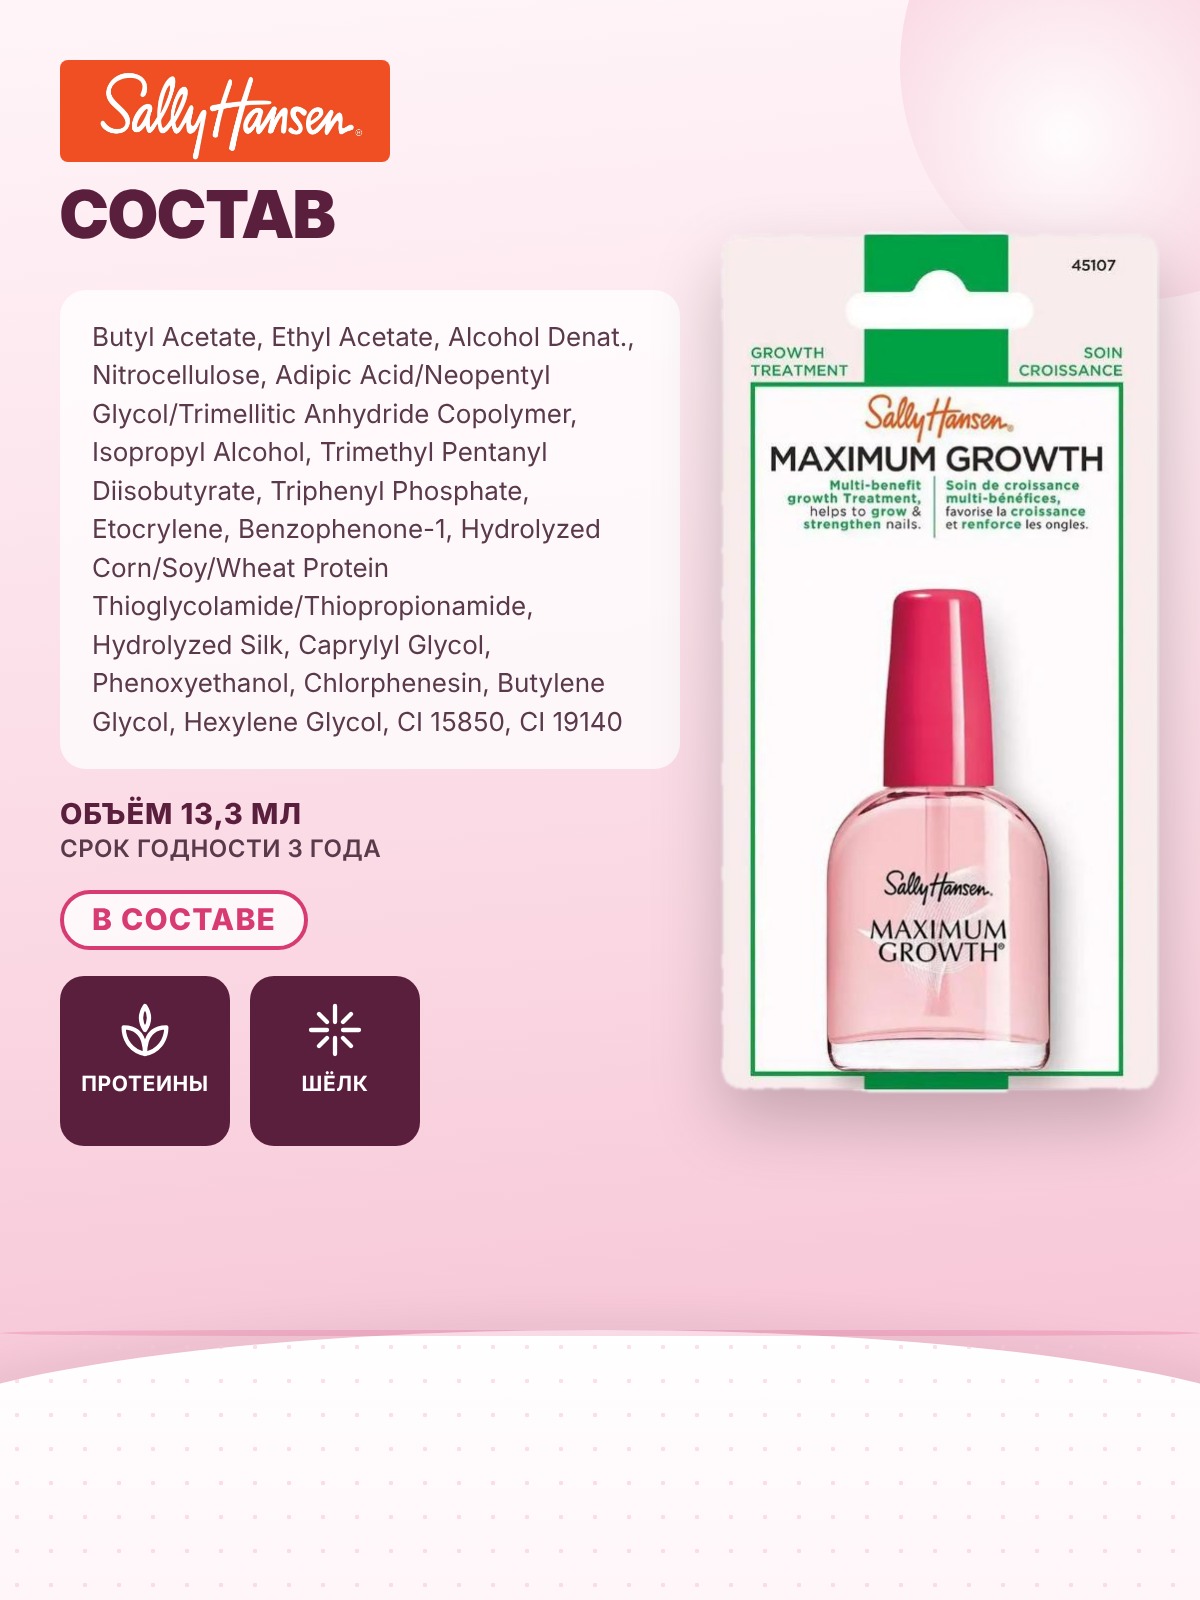 Sally Hansen®
СОСТАВ
Butyl Acetate, Ethyl Acetate, Alcohol Denat.,
Nitrocellulose, Adipic Acid/Neopentyl
Glycol/Trimellitic Anhydride Copolymer,
Isopropyl Alcohol, Trimethyl Pentanyl
Diisobutyrate, Triphenyl Phosphate,
Etocrylene, Benzophenone-1, Hydrolyzed
Corn/Soy/Wheat Protein
Thioglycolamide/Thiopropionamide,
Hydrolyzed Silk, Caprylyl Glycol,
Phenoxyethanol, Chlorphenesin, Butylene
Glycol, Hexylene Glycol, CI 15850, CI 19140
ОБЪЁМ 13,3 МЛ
СРОК ГОДНОСТИ 3 ГОДА
В СОСТАВЕ
ПРОТЕИНЫ
ШЁЛК
45107
GROWTH
TREATMENT
SOIN
CROISSANCE
Sally Hansen®
MAXIMUM GROWTH
Multi-benefit
growth Treatment,
helps to grow &
strengthen nails.
Soin de croissance
multi-bénéfices,
favorise la croissance
et renforce les ongles.
Sally Hansen.
MAXIMUM
GROWTH®